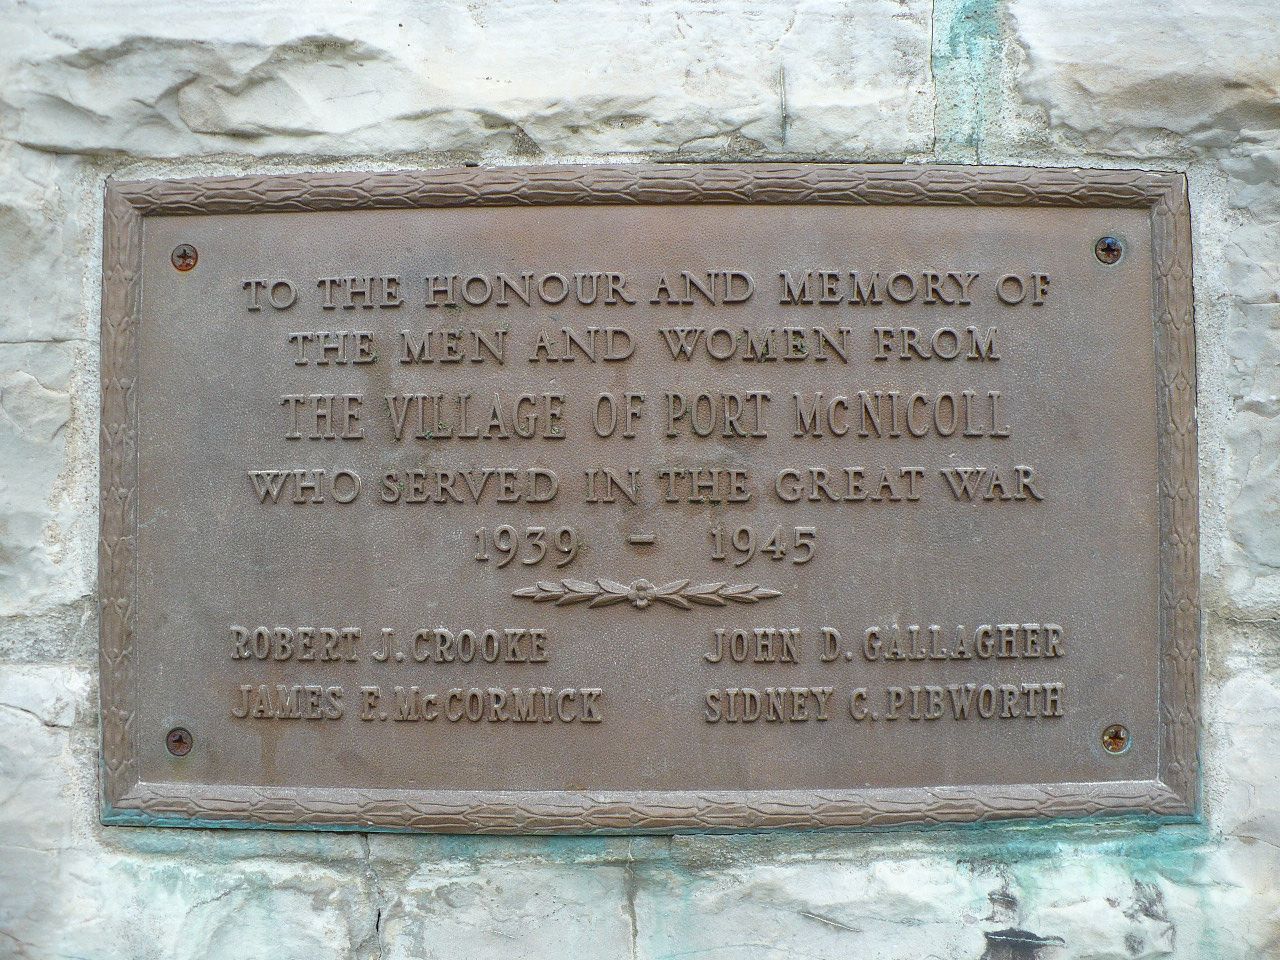 TO THE HONOUR AND MEMORY OF
THE MEN AND WOMEN FROM
THE VILLAGE OF PORT MCNICOLL
WHO SERVED IN THE GREAT WAR
1939 - 1945
ROBERT J. CROOKE JOHN D. GALLAGHER
JAMES F. McCORMICK SIDNEY C. PIBWORTH